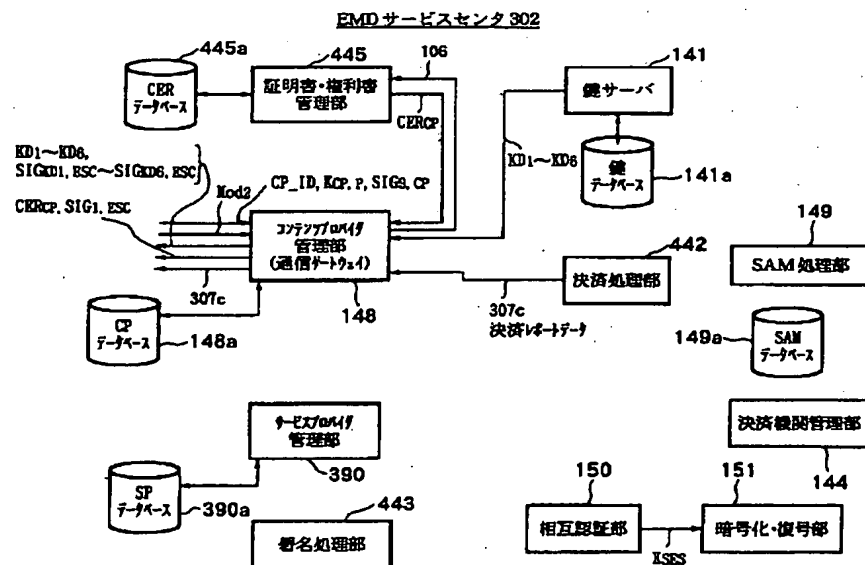 EMDサービスセンタ302
445a
445
106
141
CER
データベース
証明書・権利書
管理部
鍵サーバ
CERCP
KD1～KD6
KD1～KD6,
SIGKD1, ESC～SIGKD6, ESC
鍵
データベース
141a
Mod2
CP_ID, KCP, P, SIG9, CP
CERCP, SIG1, ESC
コンテンツプロバイダ
管理部
(通信ゲートウェイ)
442
149
決済処理部
SAM処理部
307c
148
307c
決済レポートデータ
CP
データベース
148a
149a
SAM
データベース
サービスプロバイダ
管理部
決済機関管理部
390
144
SP
データベース
390a
443
150
151
署名処理部
相互認証部
暗号化・復号部
KSES